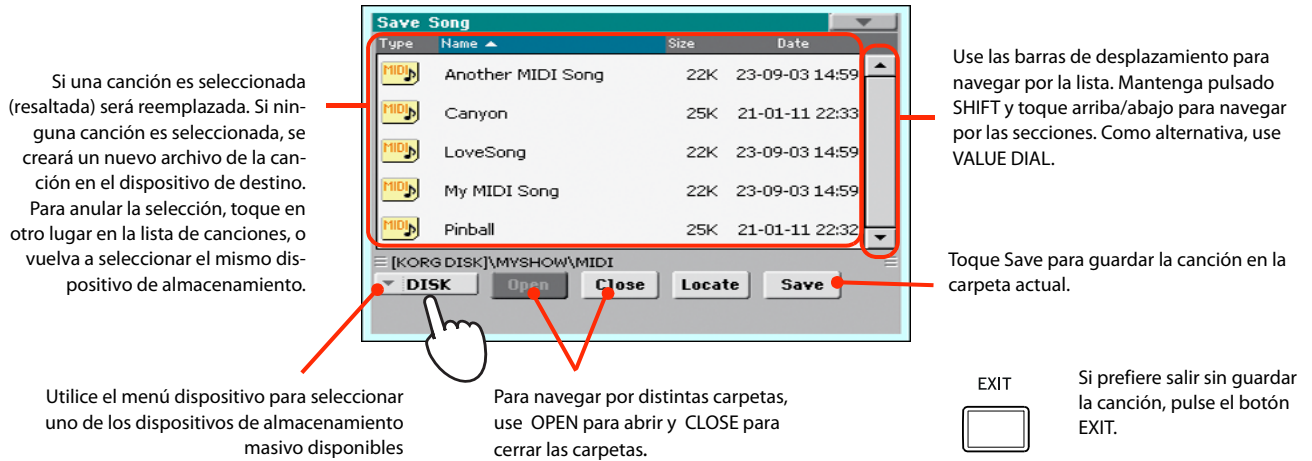 Save Song
Type Name Size Date
MIDI Another MIDI Song 22K 23-09-03 14:59
MIDI Canyon 25K 21-01-11 22:33
MIDI LoveSong 22K 23-09-03 14:59
MIDI My MIDI Song 22K 23-09-03 14:59
MIDI Pinball 25K 21-01-11 22:32
[KORG DISK]\MYSHOW\MIDI
DISK Open Close Locate Save
Si una canción es seleccionada
(resaltada) será reemplazada. Si nin-
guna canción es seleccionada, se
creará un nuevo archivo de la can-
ción en el dispositivo de destino.
Para anular la selección, toque en
otro lugar en la lista de canciones, o
vuelva a seleccionar el mismo dis-
positivo de almacenamiento.
Use las barras de desplazamiento para
navegar por la lista. Mantenga pulsado
SHIFT y toque arriba/abajo para navegar
por las secciones. Como alternativa, use
VALUE DIAL.
Toque Save para guardar la canción en la
carpeta actual.
Utilice el menú dispositivo para seleccionar
uno de los dispositivos de almacenamiento
masivo disponibles
Para navegar por distintas carpetas,
use OPEN para abrir y CLOSE para
cerrar las carpetas.
EXIT
Si prefiere salir sin guardar
la canción, pulse el botón
EXIT.